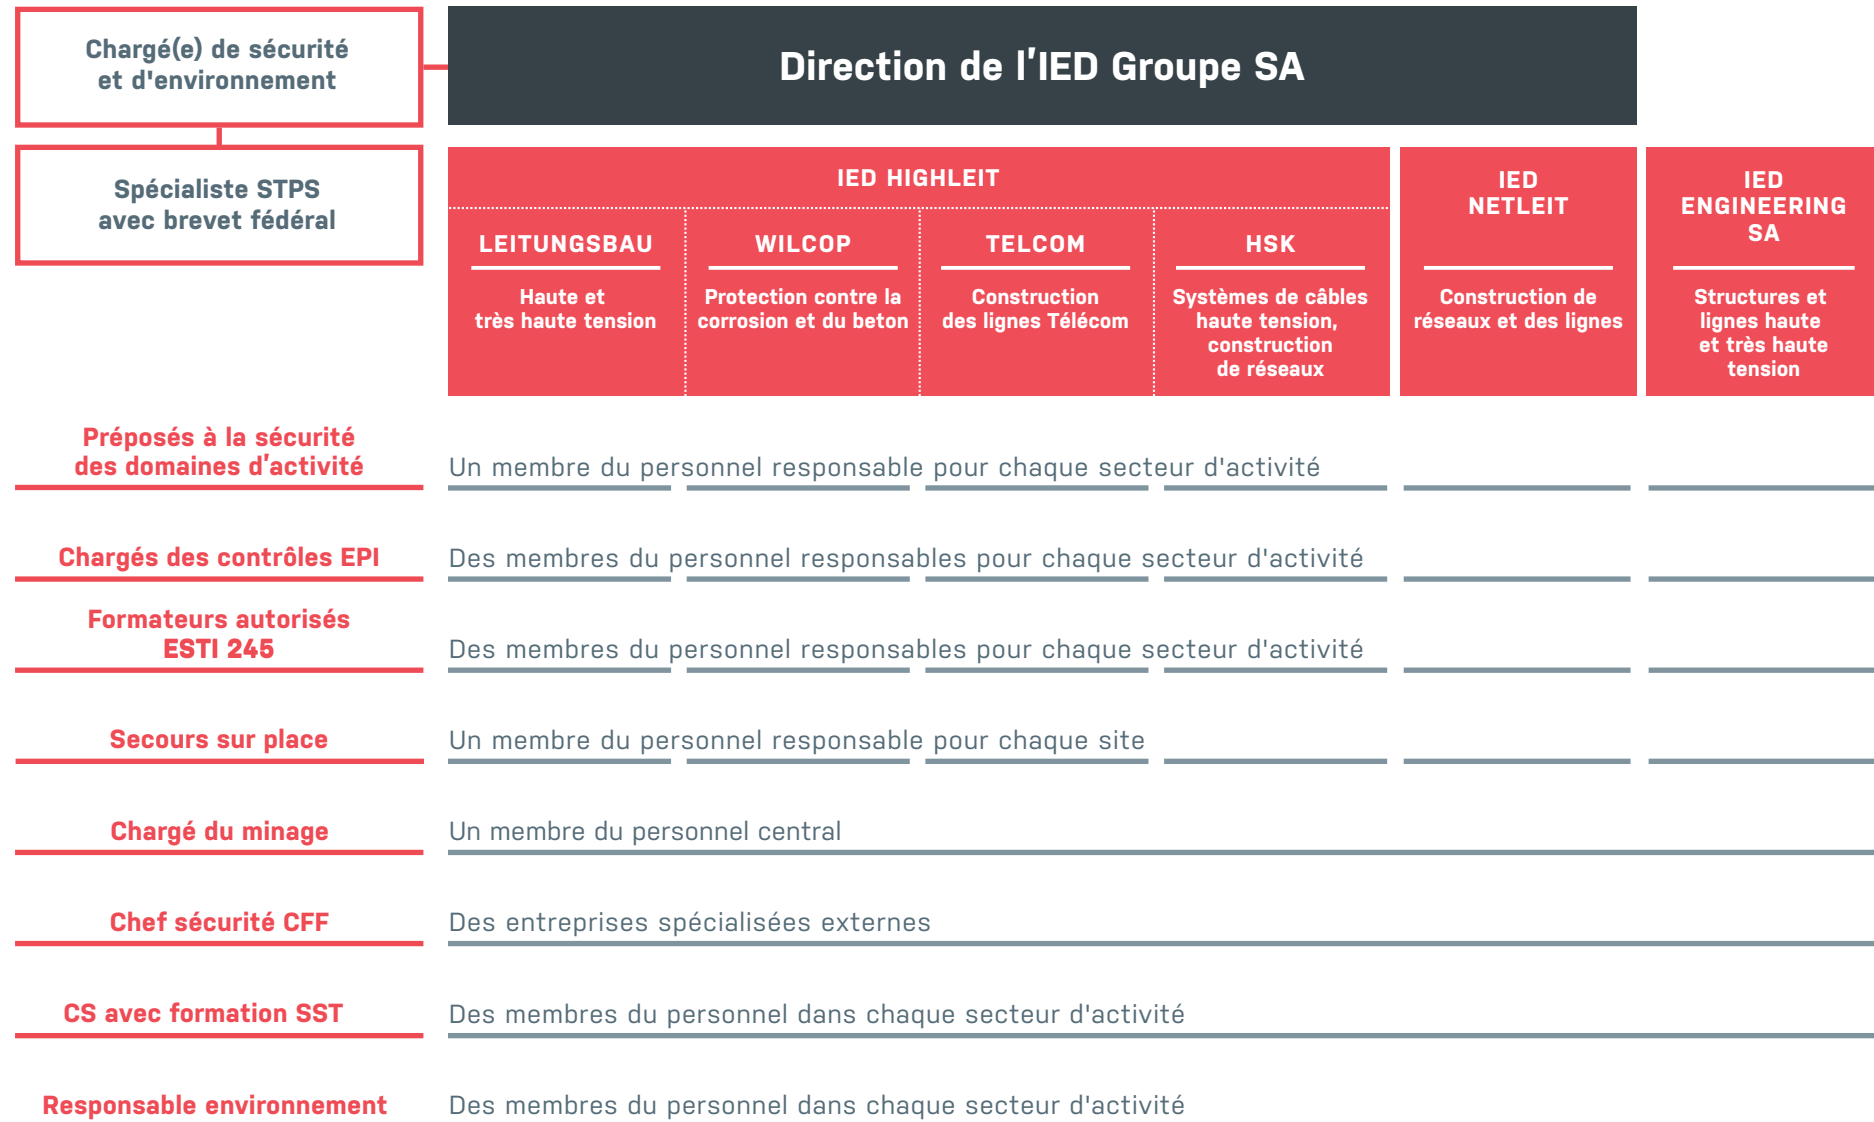 Chargé(e) de sécurité
et d'environnement
Direction de l'IED Groupe SA
Spécialiste STPS
avec brevet fédéral
IED HIGHLEIT
LEITUNGSBAU
Haute et
très haute tension
WILCOP
Protection contre la
corrosion et du beton
TELCOM
Construction
des lignes Télécom
HSK
Systèmes de câbles
haute tension,
construction
de réseaux
IED
NETLEIT
Construction de
réseaux et des lignes
IED
ENGINEERING
SA
Structures et
lignes haute
et très haute
tension
Préposés à la sécurité
des domaines d'activité
Un membre du personnel responsable pour chaque secteur d'activité
Chargés des contrôles EPI
Des membres du personnel responsables pour chaque secteur d'activité
Formateurs autorisés
ESTI 245
Des membres du personnel responsables pour chaque secteur d'activité
Secours sur place
Un membre du personnel responsable pour chaque site
Chargé du minage
Un membre du personnel central
Chef sécurité CFF
Des entreprises spécialisées externes
CS avec formation SST
Des membres du personnel dans chaque secteur d'activité
Responsable environnement
Des membres du personnel dans chaque secteur d'activité